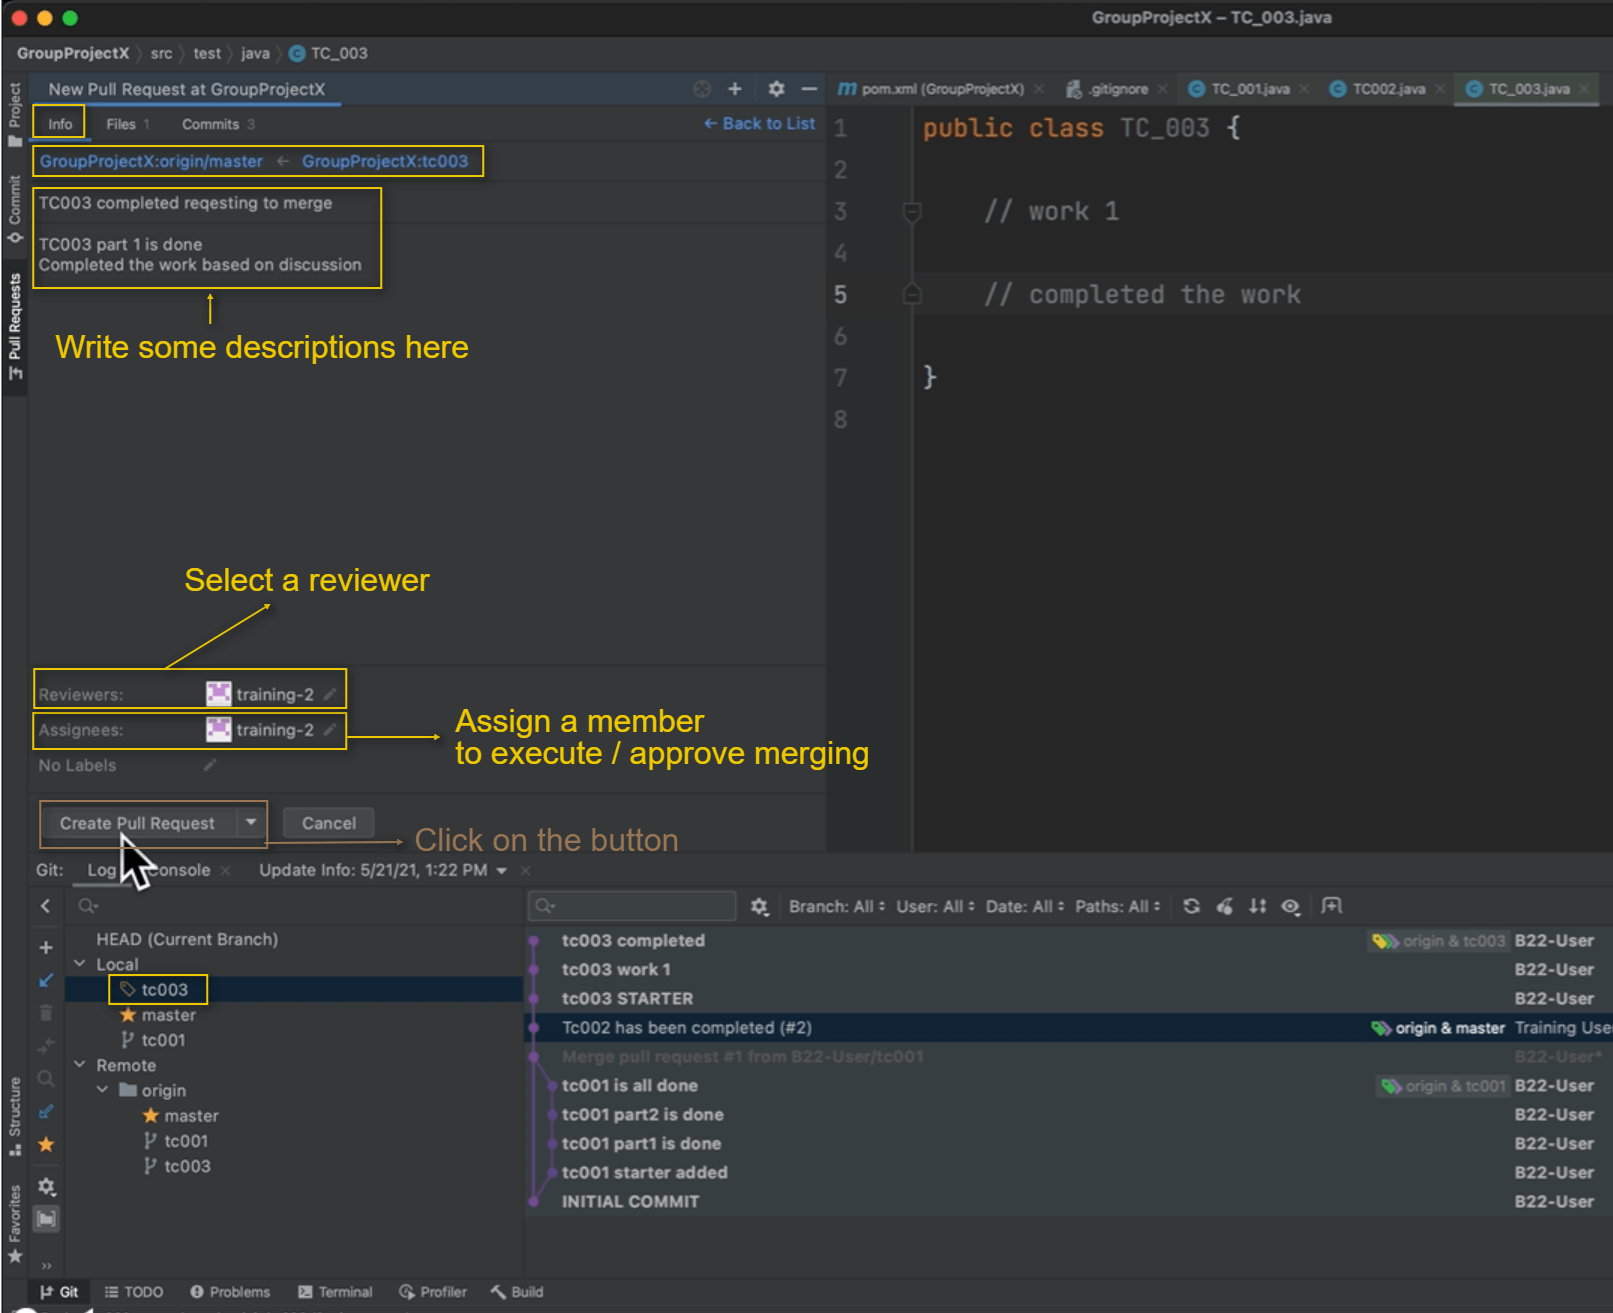 GroupProjectX – TC_003.java
GroupProjectX src test java TC_003
New Pull Request at GroupProjectX
pom.xml (GroupProjectX) .gitignore TC_001.java TC002.java TC_003.java
Info Files 1 Commits 3 ← Back to List
GroupProjectX:origin/master ← GroupProjectX:tc003
TC003 completed reqesting to merge
TC003 part 1 is done
Completed the work based on discussion
Write some descriptions here
Select a reviewer
Reviewers: training-2
Assignees: training-2
Assign a member
to execute / approve merging
No Labels
Create Pull Request Cancel
Click on the button
1 public class TC_003 {
2
3 // work 1
4
5 // completed the work
6
7 }
8
Project
Commit
Pull Requests
Structure
Favorites
Git: Log onsole Update Info: 5/21/21, 1:22 PM
HEAD (Current Branch)
Local
tc003
master
tc001
Remote
origin
master
tc001
tc003
Branch: All User: All Date: All Paths: All
tc003 completed origin & tc003 B22-User
tc003 work 1 B22-User
tc003 STARTER B22-User
Tc002 has been completed (#2) origin & master Training Use
Merge pull request #1 from B22-User/tc001 B22-User*
tc001 is all done origin & tc001 B22-User
tc001 part2 is done B22-User
tc001 part1 is done B22-User
tc001 starter added B22-User
INITIAL COMMIT B22-User
Git TODO Problems Terminal Profiler Build